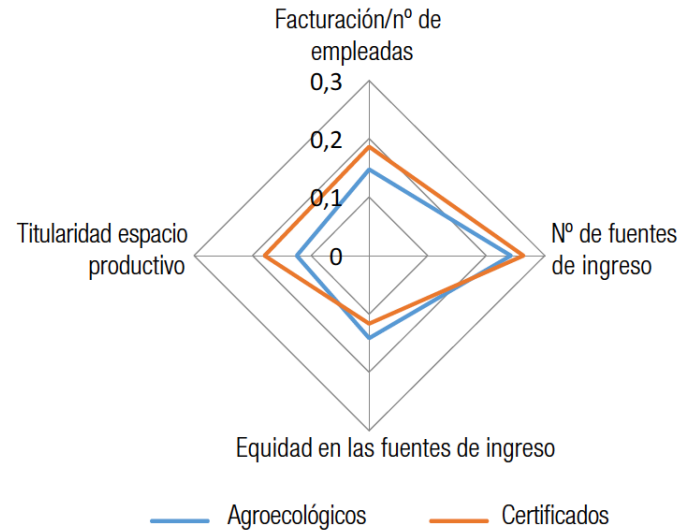 Facturación/nº de
empleadas
0,3
0,2
0,1
0
Titularidad espacio
productivo
Nº de fuentes
de ingreso
Equidad en las fuentes de ingreso
Agroecológicos
Certificados